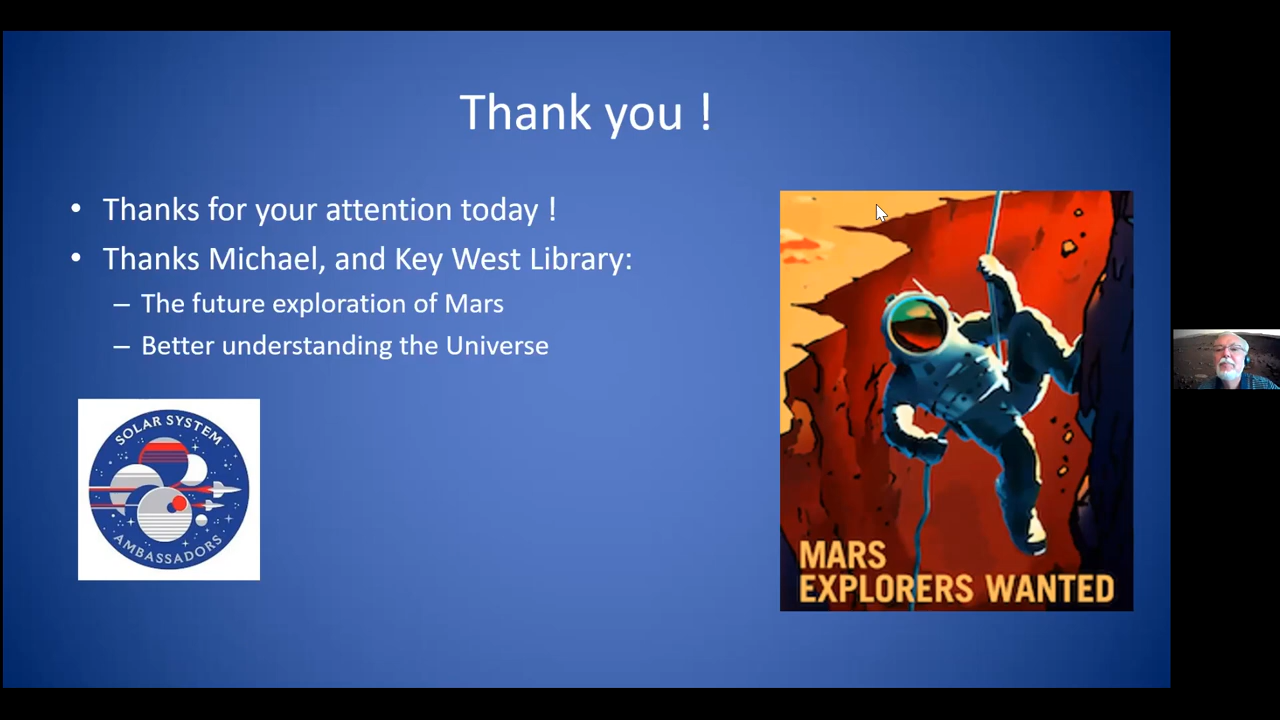 Thank you !
• Thanks for your attention today !
• Thanks Michael, and Key West Library:
– The future exploration of Mars
– Better understanding the Universe
SOLAR SYSTEM
AMBASSADORS
MARS
EXPLORERS WANTED